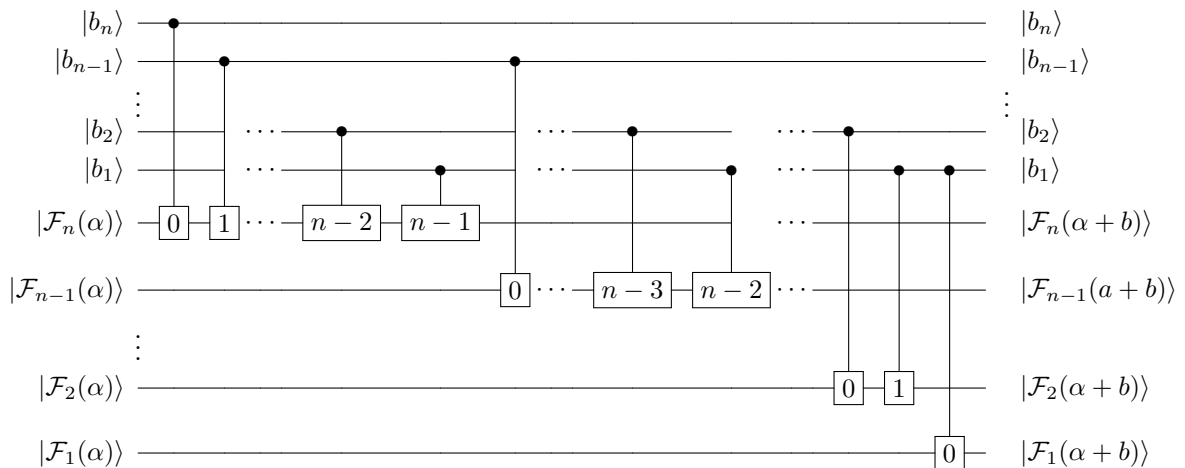 |b_n⟩ |b_n⟩
|b_{n−1}⟩ |b_{n−1}⟩
⋮ ⋮
|b_2⟩ ··· ··· ··· |b_2⟩
|b_1⟩ ··· ··· ··· |b_1⟩
|𝓕_n(α)⟩ 0 1 ··· n − 2 n − 1 ··· |𝓕_n(α + b)⟩
|𝓕_{n−1}(α)⟩ 0 ··· n − 3 n − 2 ··· |𝓕_{n−1}(a + b)⟩
⋮
|𝓕_2(α)⟩ 0 1 |𝓕_2(α + b)⟩
|𝓕_1(α)⟩ 0 |𝓕_1(α + b)⟩